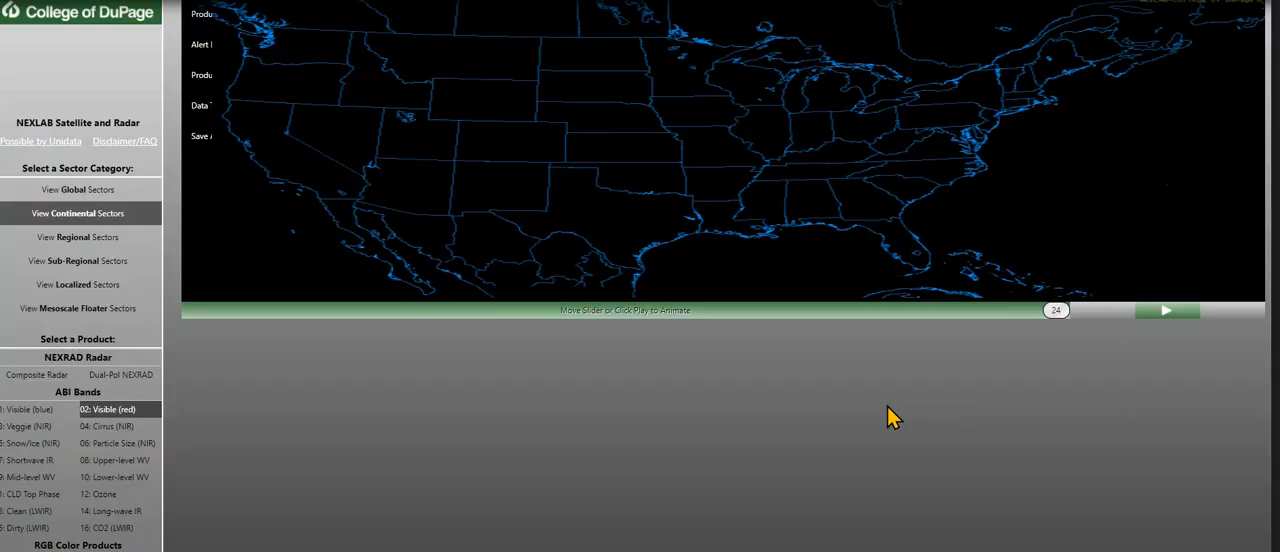 College of DuPage
NEXLAB Satellite and Radar
Possible by Unidata Disclaimer/FAQ
Select a Sector Category:
View Global Sectors
View Continental Sectors
View Regional Sectors
View Sub-Regional Sectors
View Localized Sectors
View Mesoscale Floater Sectors
Select a Product:
NEXRAD Radar
Composite Radar Dual-Pol NEXRAD
ABI Bands
: Visible (blue) 02: Visible (red)
: Veggie (NIR) 04: Cirrus (NIR)
: Snow/Ice (NIR) 06: Particle Size (NIR)
: Shortwave IR 08: Upper-level WV
: Mid-level WV 10: Lower-level WV
: CLD Top Phase 12: Ozone
: Clean (LWIR) 14: Long-wave IR
: Dirty (LWIR) 16: CO2 (LWIR)
RGB Color Products
Produ
Alert
Produ
Data
Save
Move Slider or Click Play to Animate
24